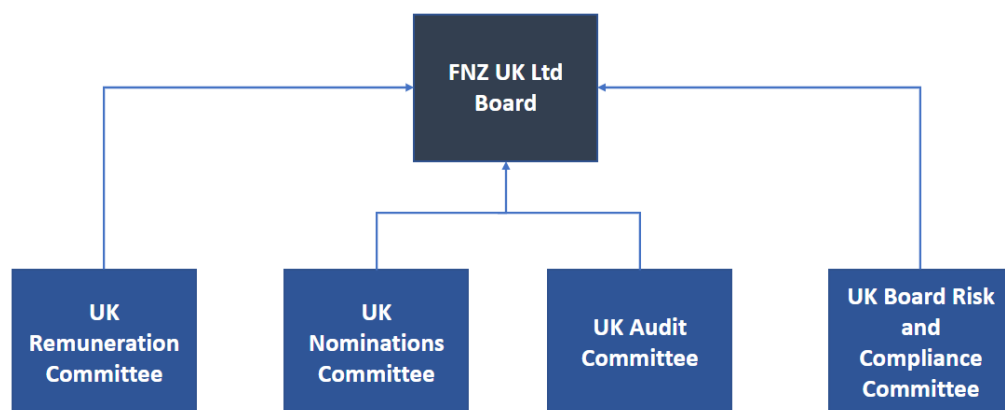 FNZ UK Ltd
Board
UK
Remuneration
Committee
UK
Nominations
Committee
UK Audit
Committee
UK Board Risk
and
Compliance
Committee